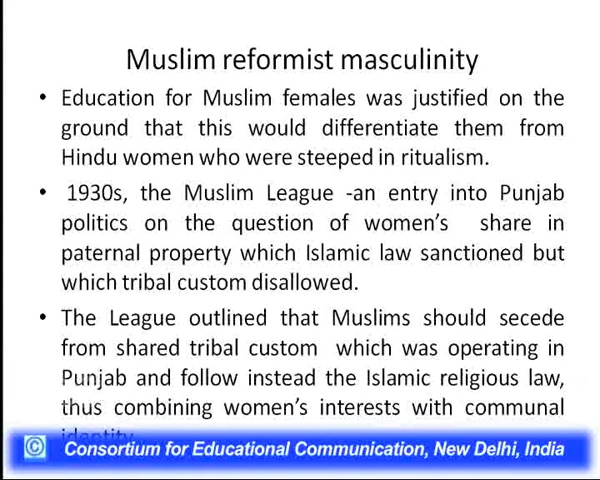 Muslim reformist masculinity
• Education for Muslim females was justified on the
ground that this would differentiate them from
Hindu women who were steeped in ritualism.
• 1930s, the Muslim League -an entry into Punjab
politics on the question of women's share in
paternal property which Islamic law sanctioned but
which tribal custom disallowed.
• The League outlined that Muslims should secede
from shared tribal custom which was operating in
Punjab and follow instead the Islamic religious law,
thus combining women's interests with communal
identity.
© Consortium for Educational Communication, New Delhi, India